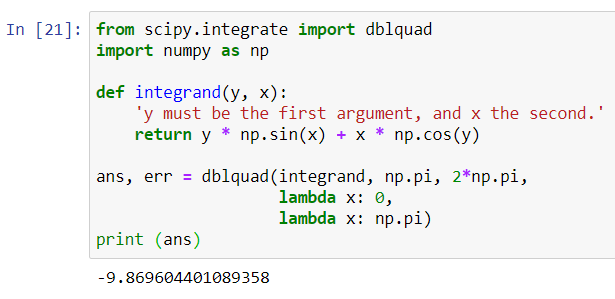 In [21]: from scipy.integrate import dblquad
import numpy as np
def integrand(y, x):
'y must be the first argument, and x the second.'
return y * np.sin(x) + x * np.cos(y)
ans, err = dblquad(integrand, np.pi, 2*np.pi,
lambda x: 0,
lambda x: np.pi)
print (ans)
-9.869604401089358